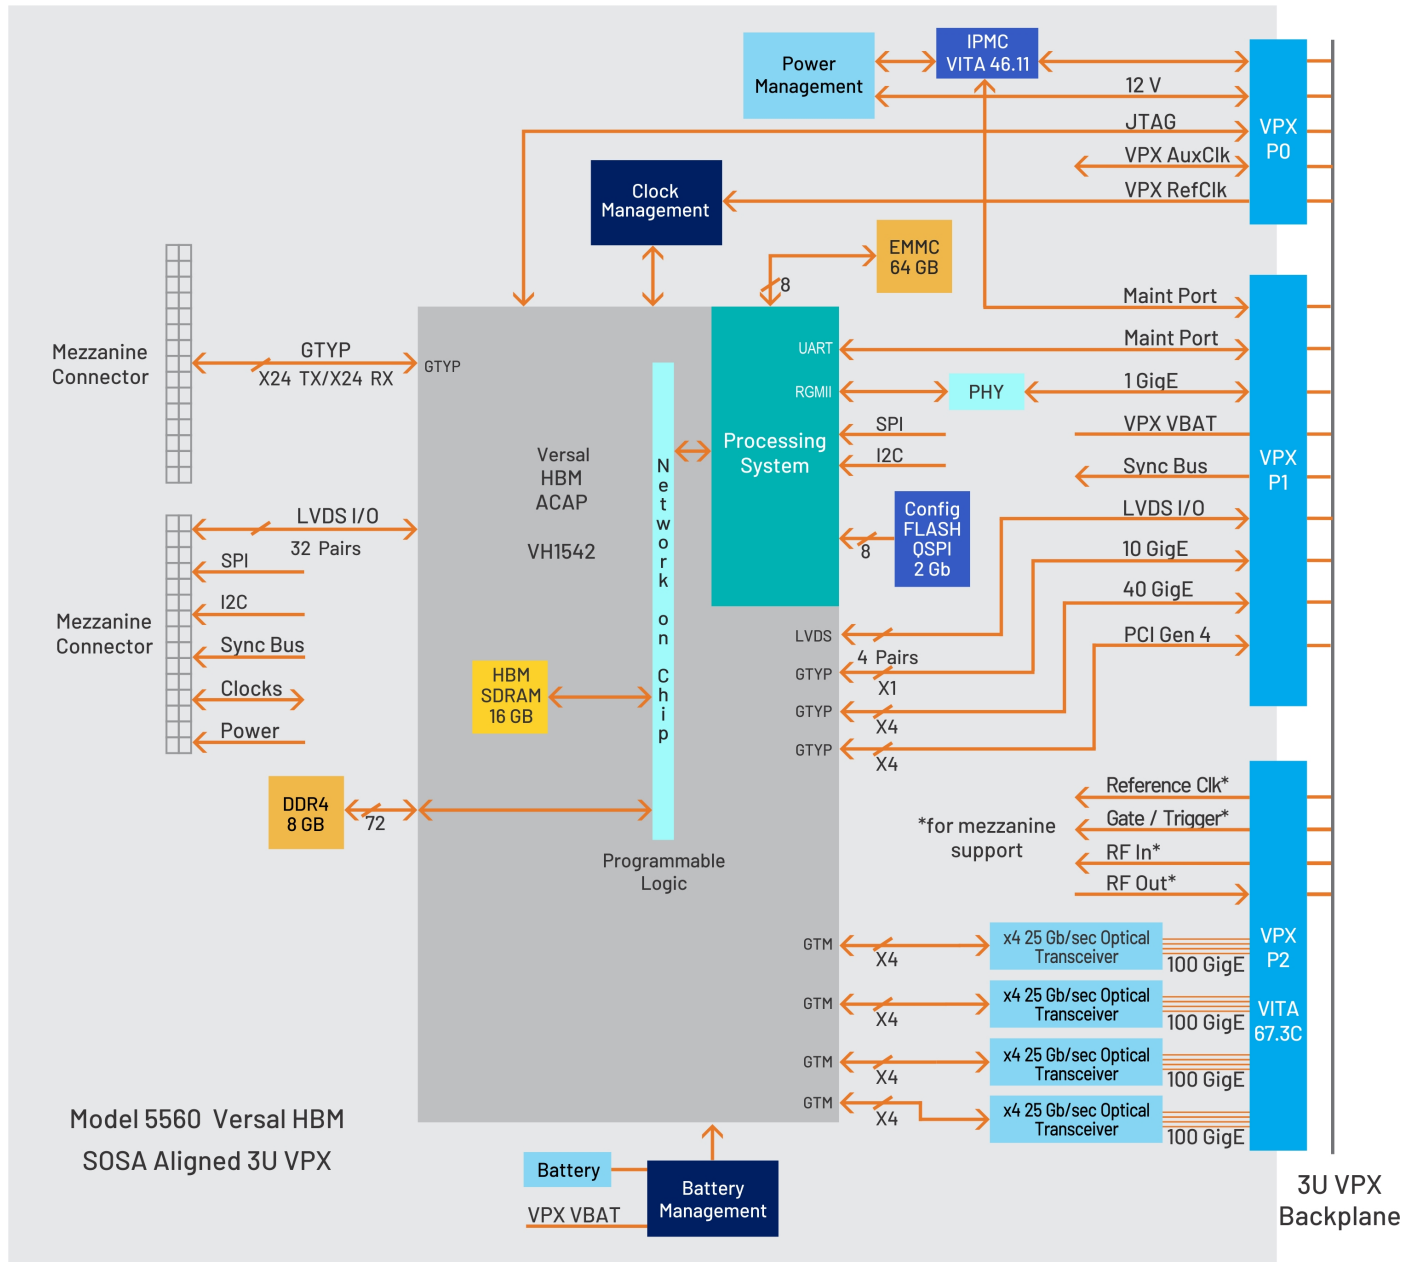 Power
Management
IPMC
VITA 46.11
12 V
JTAG
VPX AuxClk
VPX RefClk
VPX
P0
Clock
Management
EMMC
64 GB
8
Mezzanine
Connector
GTYP
X24 TX/X24 RX
GTYP
Versal
HBM
ACAP
VH1542
Network on Chip
Processing
System
UART
RGMII
PHY
SPI
I2C
Config
FLASH
QSPI
2 Gb
8
Maint Port
Maint Port
1 GigE
VPX VBAT
Sync Bus
LVDS I/O
10 GigE
40 GigE
PCI Gen 4
VPX
P1
Mezzanine
Connector
LVDS I/O
32 Pairs
SPI
I2C
Sync Bus
Clocks
Power
HBM
SDRAM
16 GB
DDR4
8 GB
72
Programmable
Logic
LVDS
4 Pairs
GTYP
X1
GTYP
X4
GTYP
X4
*for mezzanine
support
Reference Clk*
Gate / Trigger*
RF In*
RF Out*
VPX
P2
VITA
67.3C
GTM
X4
x4 25 Gb/sec Optical
Transceiver
100 GigE
GTM
X4
x4 25 Gb/sec Optical
Transceiver
100 GigE
GTM
X4
x4 25 Gb/sec Optical
Transceiver
100 GigE
GTM
X4
x4 25 Gb/sec Optical
Transceiver
100 GigE
Model 5560 Versal HBM
SOSA Aligned 3U VPX
Battery
VPX VBAT
Battery
Management
3U VPX
Backplane